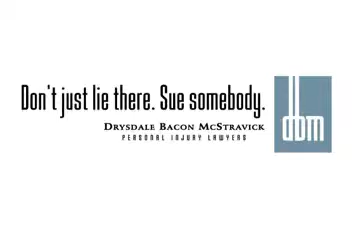 Don't just lie there. Sue somebody.
DRYSDALE BACON MCSTRAVICK
PERSONAL INJURY LAWYERS
dbm